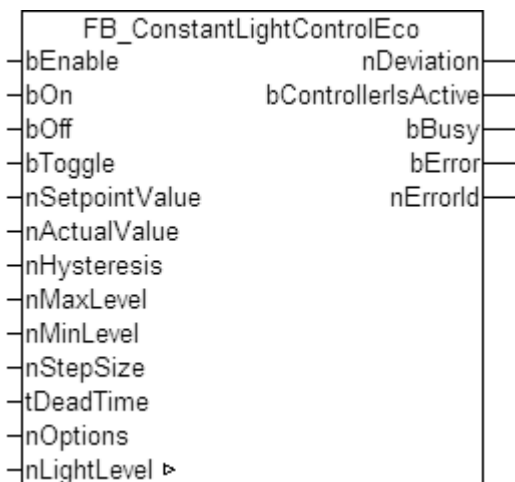 FB_ConstantLightControlEco
bEnable nDeviation
bOn bControllerIsActive
bOff bBusy
bToggle bError
nSetpointValue nErrorId
nActualValue
nHysteresis
nMaxLevel
nMinLevel
nStepSize
tDeadTime
nOptions
nLightLevel ▹